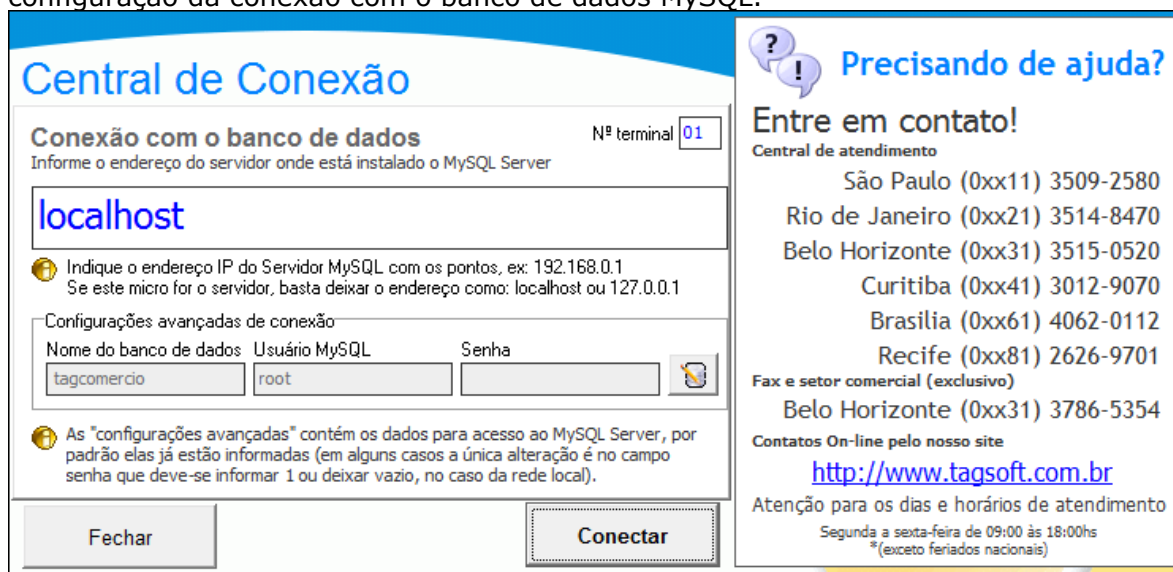 configuração da conexão com o banco de dados MySQL.
Central de Conexão
Conexão com o banco de dados
Nº terminal 01
Informe o endereço do servidor onde está instalado o MySQL Server
localhost
Indique o endereço IP do Servidor MySQL com os pontos, ex: 192.168.0.1
Se este micro for o servidor, basta deixar o endereço como: localhost ou 127.0.0.1
Configurações avançadas de conexão
Nome do banco de dados Usuário MySQL Senha
tagcomercio root
As "configurações avançadas" contém os dados para acesso ao MySQL Server, por
padrão elas já estão informadas (em alguns casos a única alteração é no campo
senha que deve-se informar 1 ou deixar vazio, no caso da rede local).
Fechar
Conectar
Precisando de ajuda?
Entre em contato!
Central de atendimento
São Paulo (0xx11) 3509-2580
Rio de Janeiro (0xx21) 3514-8470
Belo Horizonte (0xx31) 3515-0520
Curitiba (0xx41) 3012-9070
Brasilia (0xx61) 4062-0112
Recife (0xx81) 2626-9701
Fax e setor comercial (exclusivo)
Belo Horizonte (0xx31) 3786-5354
Contatos On-line pelo nosso site
http://www.tagsoft.com.br
Atenção para os dias e horários de atendimento
Segunda a sexta-feira de 09:00 às 18:00hs
*(exceto feriados nacionais)